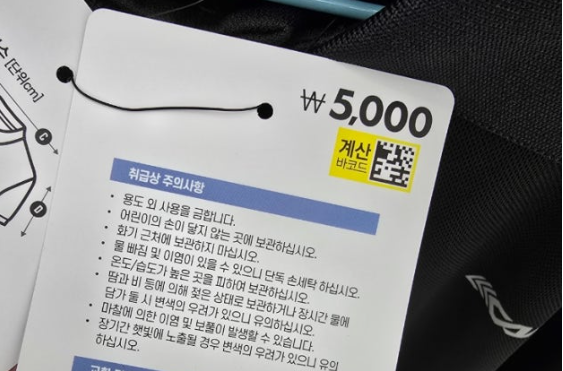 스 [단위cm]
C
D
₩ 5,000
계산
바코드
취급상 주의사항
• 용도 외 사용을 금합니다.
• 어린이의 손이 닿지 않는 곳에 보관하십시오.
• 화기 근처에 보관하지 마십시오.
• 물 빠짐 및 이염이 있을 수 있으니 단독 손세탁 하십시오.
• 온도/습도가 높은 곳을 피하여 보관하십시오.
• 땀과 비 등에 의해 젖은 상태로 보관하거나 장시간 물에
담가 둘 시 변색의 우려가 있으니 유의하십시오.
• 마찰에 의한 이염 및 보풀이 발생할 수 있습니다.
• 장기간 햇빛에 노출될 경우 변색의 우려가 있으니 유의
하십시오.